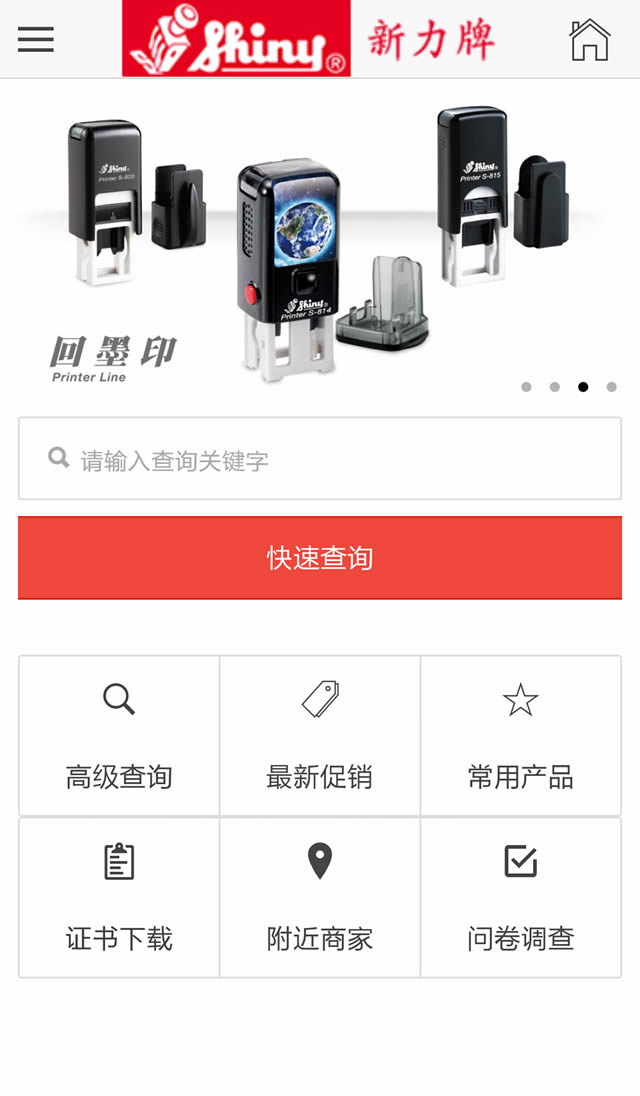 Shiny® 新力牌
Shiny
Printer S-820
Shiny
Printer S-815
Shiny®
Printer S-814
回墨印
Printer Line
请输入查询关键字
快速查询
高级查询 最新促销 常用产品
证书下载 附近商家 问卷调查